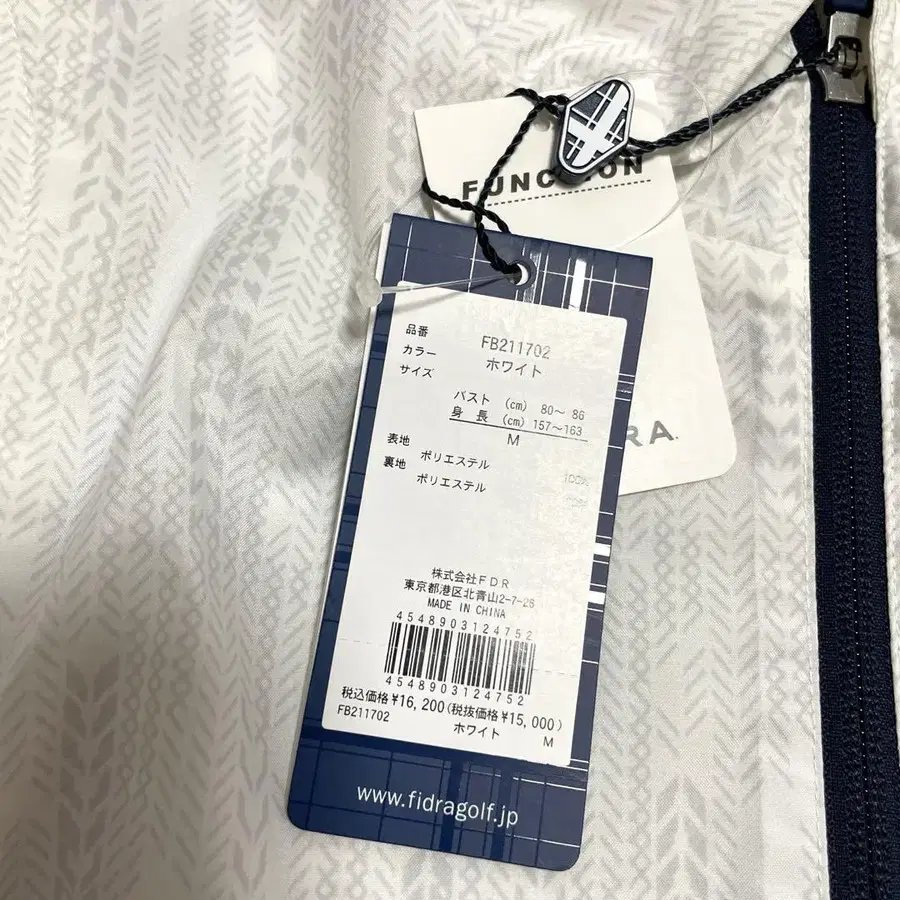 FUNCTION
品番 FB211702
カラー ホワイト
サイズ
バスト (cm) 80～ 86
身 長 (cm) 157～163
M
RA.
表地 ポリエステル 100%
裏地 ポリエステル
株式会社FDR
東京都港区北青山2-7-28
MADE IN CHINA
4548903124752
4548903124752
税込価格¥16,200(税抜価格¥15,000)
FB211702 ホワイト M
www.fidragolf.jp